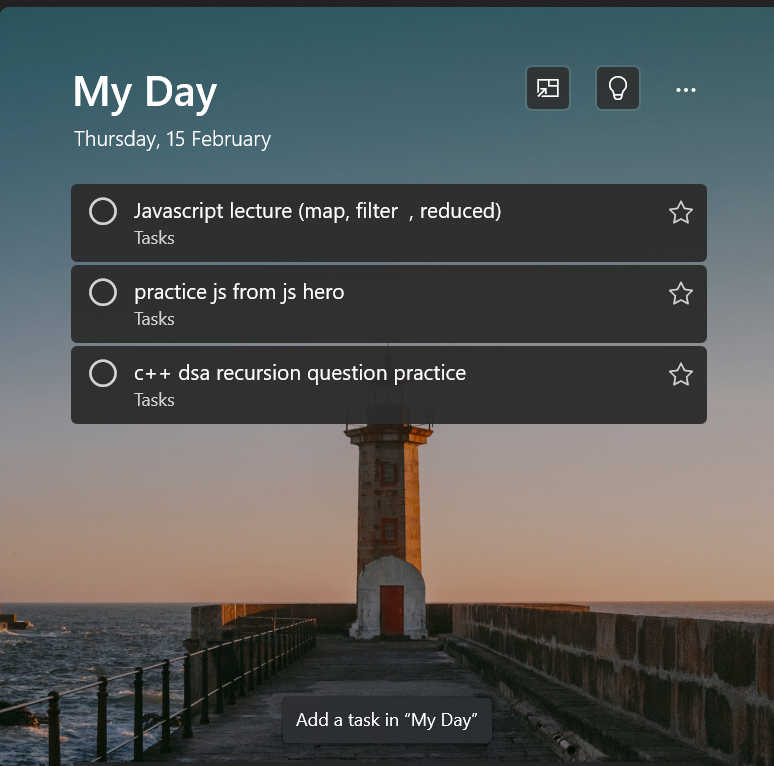 My Day
Thursday, 15 February
Javascript lecture (map, filter  , reduced)
Tasks
practice js from js hero
Tasks
c++ dsa recursion question practice
Tasks
Add a task in “My Day”